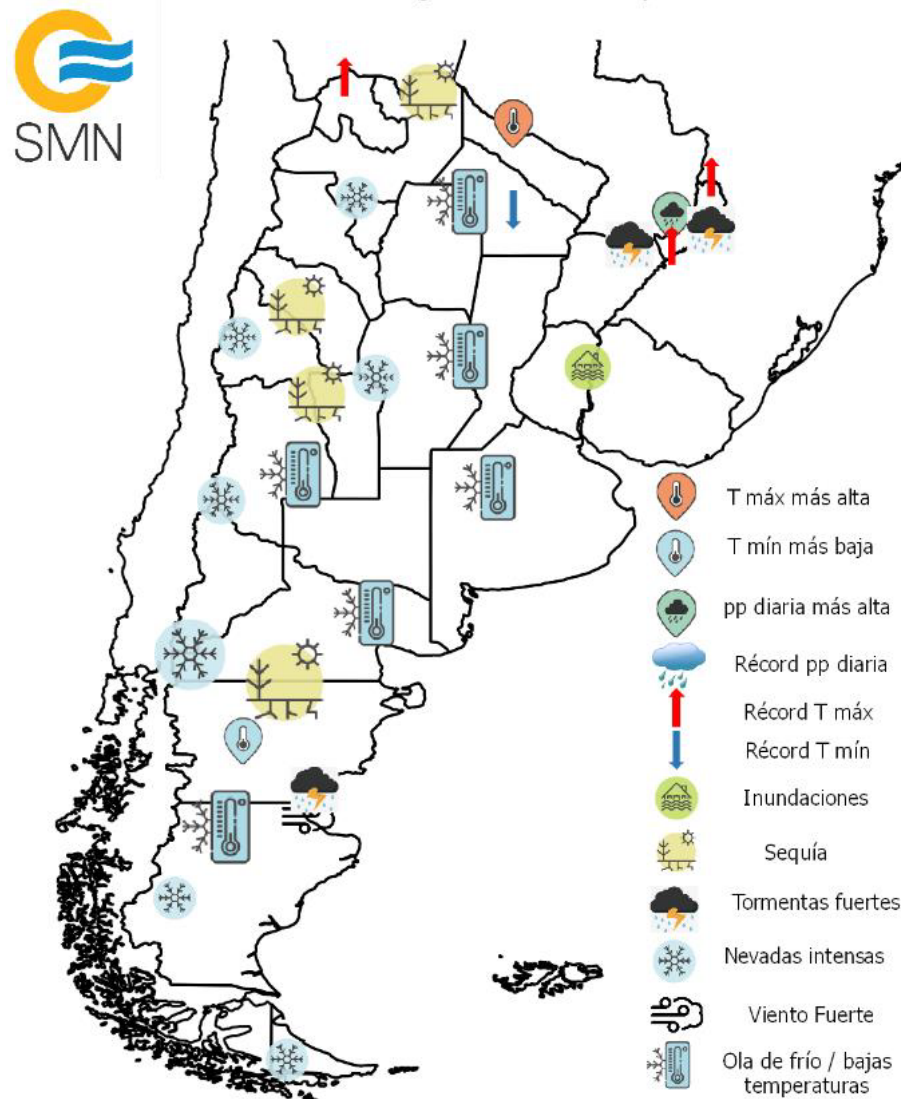 SMN
T máx más alta
T mín más baja
pp diaria más alta
Récord pp diaria
Récord T máx
Récord T mín
Inundaciones
Sequía
Tormentas fuertes
Nevadas intensas
Viento Fuerte
Ola de frío / bajas
temperaturas